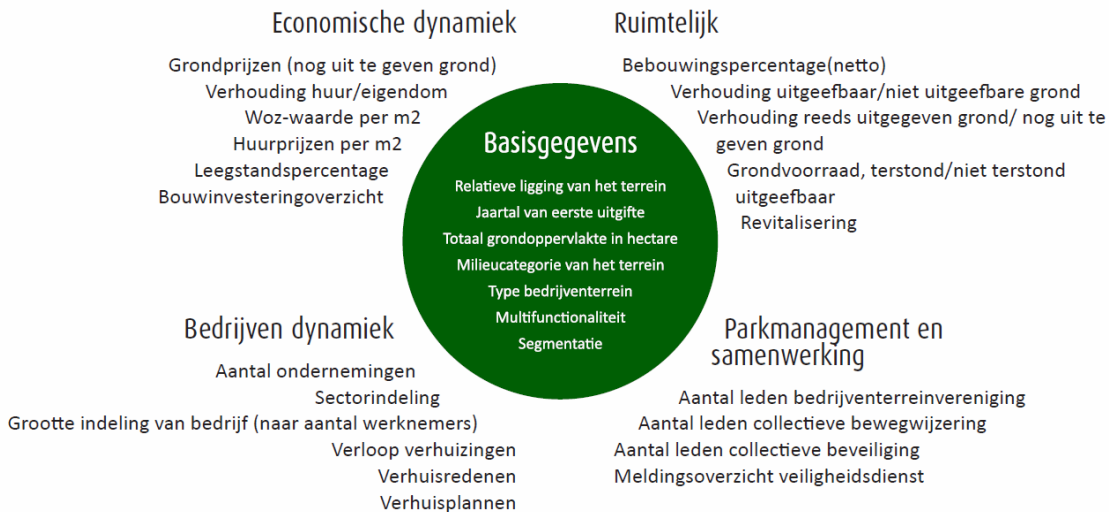 Economische dynamiek
Grondprijzen (nog uit te geven grond)
Verhouding huur/eigendom
Woz-waarde per m2
Huurprijzen per m2
Leegstandspercentage
Bouwinvesteringoverzicht
Ruimtelijk
Bebouwingspercentage(netto)
Verhouding uitgeefbaar/niet uitgeefbare grond
Verhouding reeds uitgegeven grond/ nog uit te
geven grond
Grondvoorraad, terstond/niet terstond
uitgeefbaar
Revitalisering
Basisgegevens
Relatieve ligging van het terrein
Jaartal van eerste uitgifte
Totaal grondoppervlakte in hectare
Milieucategorie van het terrein
Type bedrijventerrein
Multifunctionaliteit
Segmentatie
Bedrijven dynamiek
Aantal ondernemingen
Sectorindeling
Grootte indeling van bedrijf (naar aantal werknemers)
Verloop verhuizingen
Verhuisredenen
Verhuisplannen
Parkmanagement en
samenwerking
Aantal leden bedrijventerreinvereniging
Aantal leden collectieve bewegwijzering
Aantal leden collectieve beveiliging
Meldingsoverzicht veiligheidsdienst